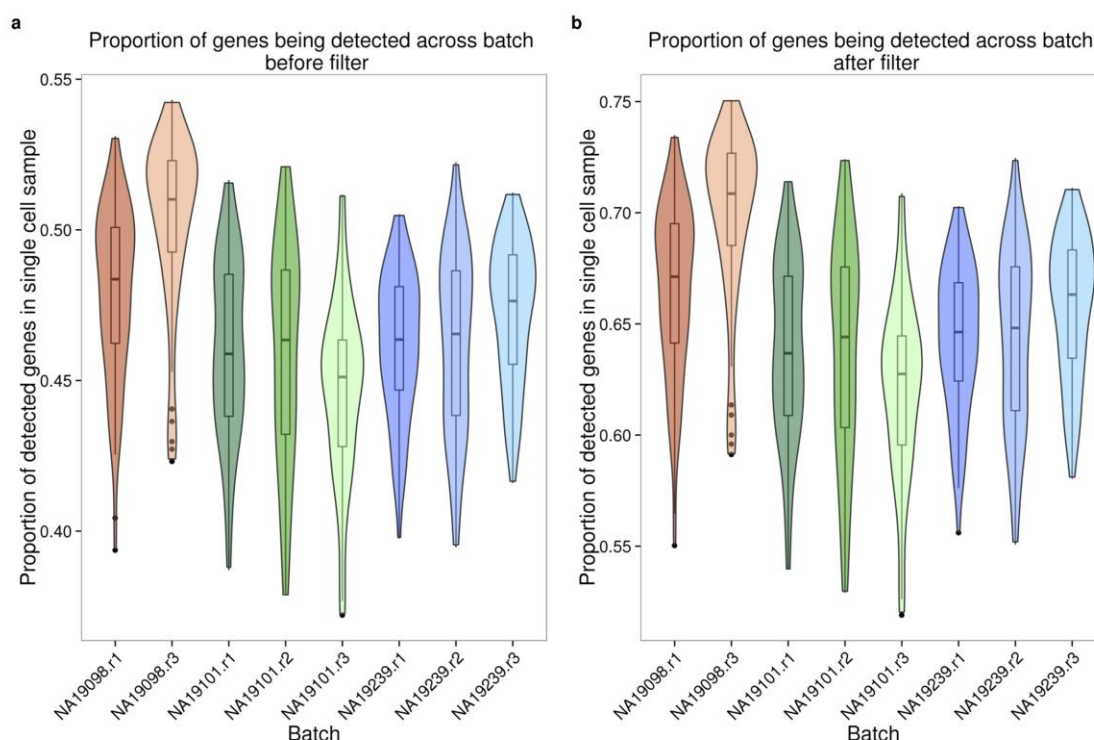 a
Proportion of genes being detected across batch
before filter
Proportion of detected genes in single cell sample
0.55
0.50
0.45
0.40
NA19098.r1
NA19098.r3
NA19101.r1
NA19101.r2
NA19101.r3
NA19239.r1
NA19239.r2
NA19239.r3
Batch
b
Proportion of genes being detected across batch
after filter
Proportion of detected genes in single cell sample
0.75
0.70
0.65
0.60
0.55
NA19098.r1
NA19098.r3
NA19101.r1
NA19101.r2
NA19101.r3
NA19239.r1
NA19239.r2
NA19239.r3
Batch